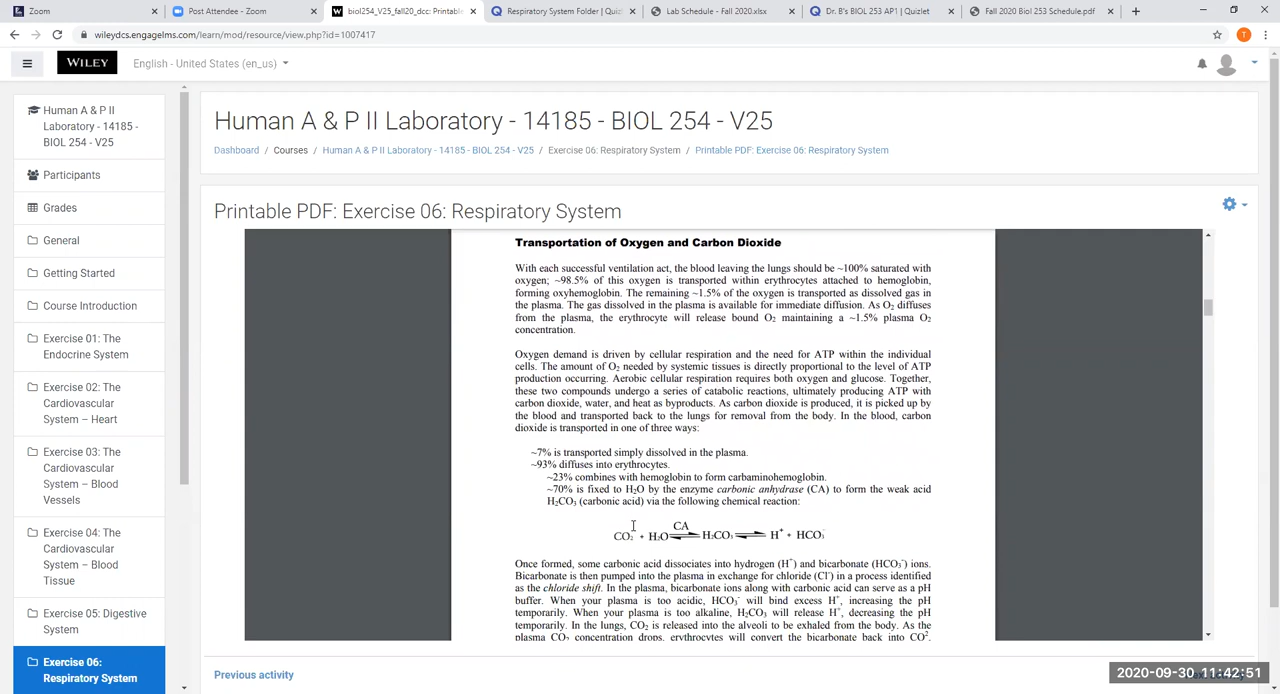 Zoom
Post Attendee - Zoom
biol254_V25_fall20_dcc: Printable
Respiratory System Folder | Quiz
Lab Schedule - Fall 2020.xlsx
Dr. B's BIOL 253 AP1 | Quizlet
Fall 2020 Biol 253 Schedule.pdf
wileydcs.engagelms.com/learn/mod/resource/view.php?id=1007417
T
WILEY
English - United States (en_us)
Human A & P II
Laboratory - 14185 -
BIOL 254 - V25
Participants
Grades
General
Getting Started
Course Introduction
Exercise 01: The
Endocrine System
Exercise 02: The
Cardiovascular
System – Heart
Exercise 03: The
Cardiovascular
System – Blood
Vessels
Exercise 04: The
Cardiovascular
System – Blood
Tissue
Exercise 05: Digestive
System
Exercise 06:
Respiratory System
Human A & P II Laboratory - 14185 - BIOL 254 - V25
Dashboard / Courses / Human A & P II Laboratory - 14185 - BIOL 254 - V25 / Exercise 06: Respiratory System / Printable PDF: Exercise 06: Respiratory System
Printable PDF: Exercise 06: Respiratory System
Transportation of Oxygen and Carbon Dioxide
With each successful ventilation act, the blood leaving the lungs should be ~100% saturated with
oxygen; ~98.5% of this oxygen is transported within erythrocytes attached to hemoglobin,
forming oxyhemoglobin. The remaining ~1.5% of the oxygen is transported as dissolved gas in
the plasma. The gas dissolved in the plasma is available for immediate diffusion. As O₂ diffuses
from the plasma, the erythrocyte will release bound O₂ maintaining a ~1.5% plasma O₂
concentration.
Oxygen demand is driven by cellular respiration and the need for ATP within the individual
cells. The amount of O₂ needed by systemic tissues is directly proportional to the level of ATP
production occurring. Aerobic cellular respiration requires both oxygen and glucose. Together,
these two compounds undergo a series of catabolic reactions, ultimately producing ATP with
carbon dioxide, water, and heat as byproducts. As carbon dioxide is produced, it is picked up by
the blood and transported back to the lungs for removal from the body. In the blood, carbon
dioxide is transported in one of three ways:
~7% is transported simply dissolved in the plasma.
~93% diffuses into erythrocytes.
~23% combines with hemoglobin to form carbaminohemoglobin.
~70% is fixed to H₂O by the enzyme carbonic anhydrase (CA) to form the weak acid
H₂CO₃ (carbonic acid) via the following chemical reaction:
CA
CO₂ + H₂O ⇌ H₂CO₃ ⇌ H⁺ + HCO₃⁻
Once formed, some carbonic acid dissociates into hydrogen (H⁺) and bicarbonate (HCO₃⁻) ions.
Bicarbonate is then pumped into the plasma in exchange for chloride (Cl⁻) in a process identified
as the chloride shift. In the plasma, bicarbonate ions along with carbonic acid can serve as a pH
buffer. When your plasma is too acidic, HCO₃⁻ will bind excess H⁺, increasing the pH
temporarily. When your plasma is too alkaline, H₂CO₃ will release H⁺, decreasing the pH
temporarily. In the lungs, CO₂ is released into the alveoli to be exhaled from the body. As the
plasma CO₂ concentration drops, erythrocytes will convert the bicarbonate back into CO².
Previous activity
2020-09-30 11:42:51